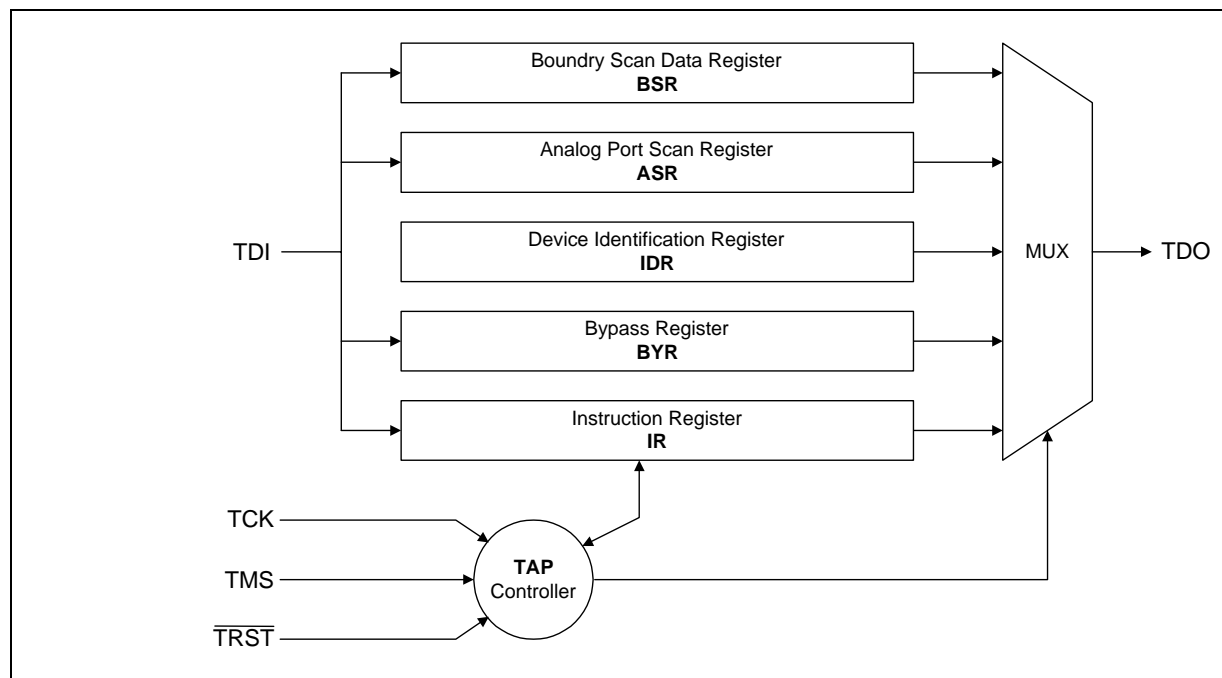 Boundry Scan Data Register
BSR
Analog Port Scan Register
ASR
TDI
Device Identification Register
IDR
MUX
TDO
Bypass Register
BYR
Instruction Register
IR
TCK
TMS
TRST
TAP
Controller